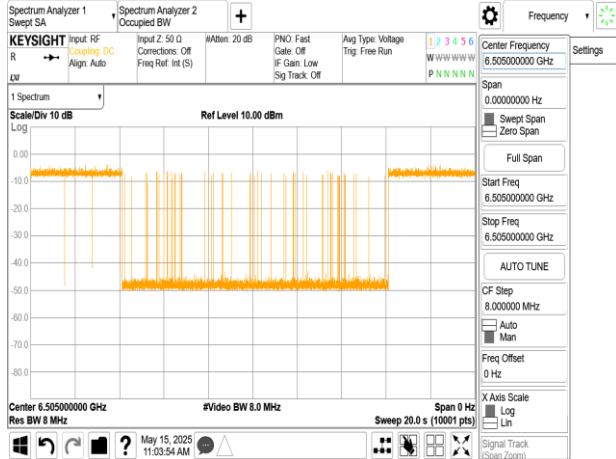 Spectrum Analyzer 1
Swept SA
Spectrum Analyzer 2
Occupied BW
+
Frequency
KEYSIGHT
R
LXI
Input: RF
Coupling: DC
Align: Auto
Input Z: 50 Ω
Corrections: Off
Freq Ref: Int (S)
#Atten: 20 dB
PNO: Fast
Gate: Off
IF Gain: Low
Sig Track: Off
Avg Type: Voltage
Trig: Free Run
1 2 3 4 5 6
W W W W W W
P N N N N N
1 Spectrum
Scale/Div 10 dB
Ref Level 10.00 dBm
Log
0.00
-10.0
-20.0
-30.0
-40.0
-50.0
-60.0
-70.0
-80.0
Center 6.505000000 GHz
#Video BW 8.0 MHz
Span 0 Hz
Res BW 8 MHz
Sweep 20.0 s (10001 pts)
?
May 15, 2025
11:03:54 AM
Center Frequency
6.505000000 GHz
Settings
Span
0.00000000 Hz
Swept Span
Zero Span
Full Span
Start Freq
6.505000000 GHz
Stop Freq
6.505000000 GHz
AUTO TUNE
CF Step
8.000000 MHz
Auto
Man
Freq Offset
0 Hz
X Axis Scale
Log
Lin
Signal Track
(Span Zoom)